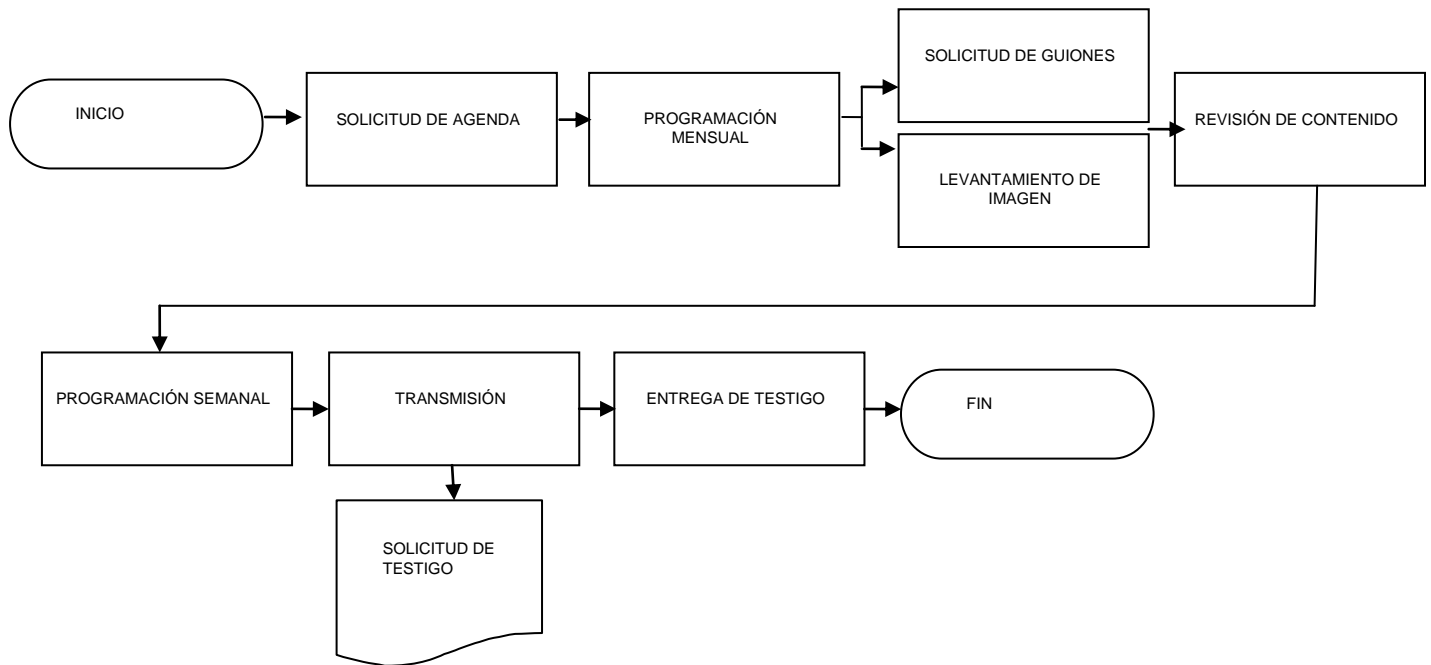 INICIO
SOLICITUD DE AGENDA
PROGRAMACIÓN
MENSUAL
SOLICITUD DE GUIONES
LEVANTAMIENTO DE
IMAGEN
REVISIÓN DE CONTENIDO
PROGRAMACIÓN SEMANAL
TRANSMISIÓN
ENTREGA DE TESTIGO
FIN
SOLICITUD DE
TESTIGO